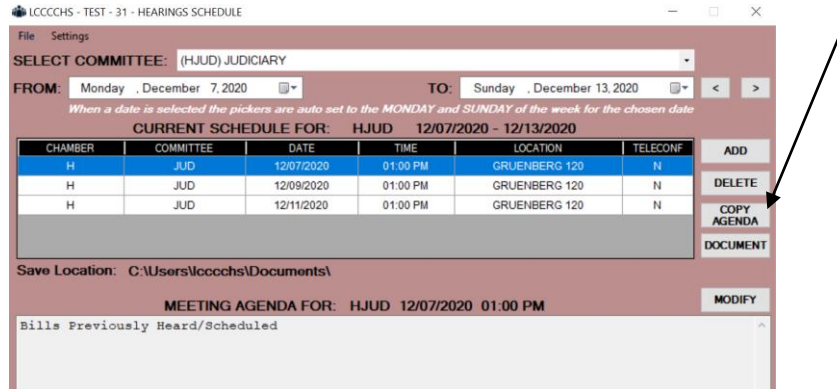 LCCCCHS - TEST - 31 - HEARINGS SCHEDULE
File Settings
SELECT COMMITTEE: (HJUD) JUDICIARY
FROM: Monday , December 7, 2020 TO: Sunday , December 13, 2020 < >
When a date is selected the pickers are auto set to the MONDAY and SUNDAY of the week for the chosen date
CURRENT SCHEDULE FOR: HJUD 12/07/2020 - 12/13/2020
CHAMBER COMMITTEE DATE TIME LOCATION TELECONF
H JUD 12/07/2020 01:00 PM GRUENBERG 120 N
H JUD 12/09/2020 01:00 PM GRUENBERG 120 N
H JUD 12/11/2020 01:00 PM GRUENBERG 120 N
ADD
DELETE
COPY
AGENDA
DOCUMENT
Save Location: C:\Users\lcccchs\Documents\
MEETING AGENDA FOR: HJUD 12/07/2020 01:00 PM
MODIFY
Bills Previously Heard/Scheduled